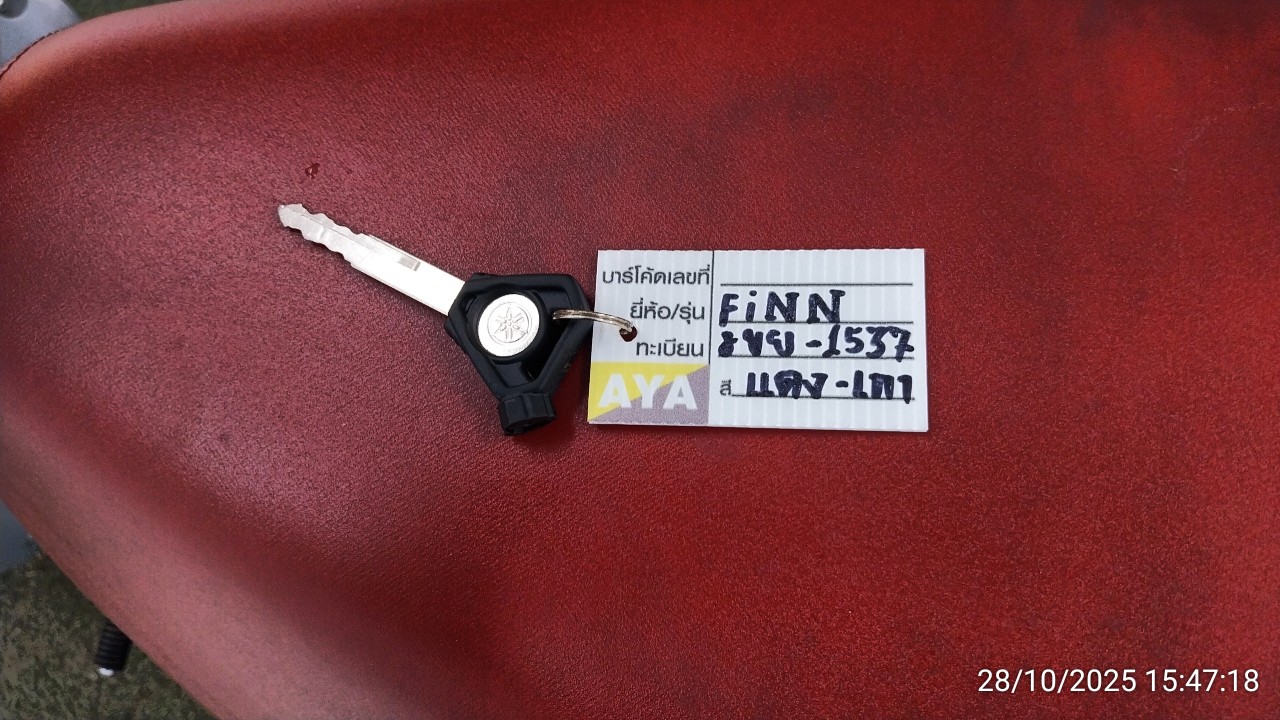 บาร์โค้ดเลขที่
ยี่ห้อ/รุ่น FiNN
ทะเบียน 2ขย-1537
AYA สี แดง-เทา
28/10/2025 15:47:18